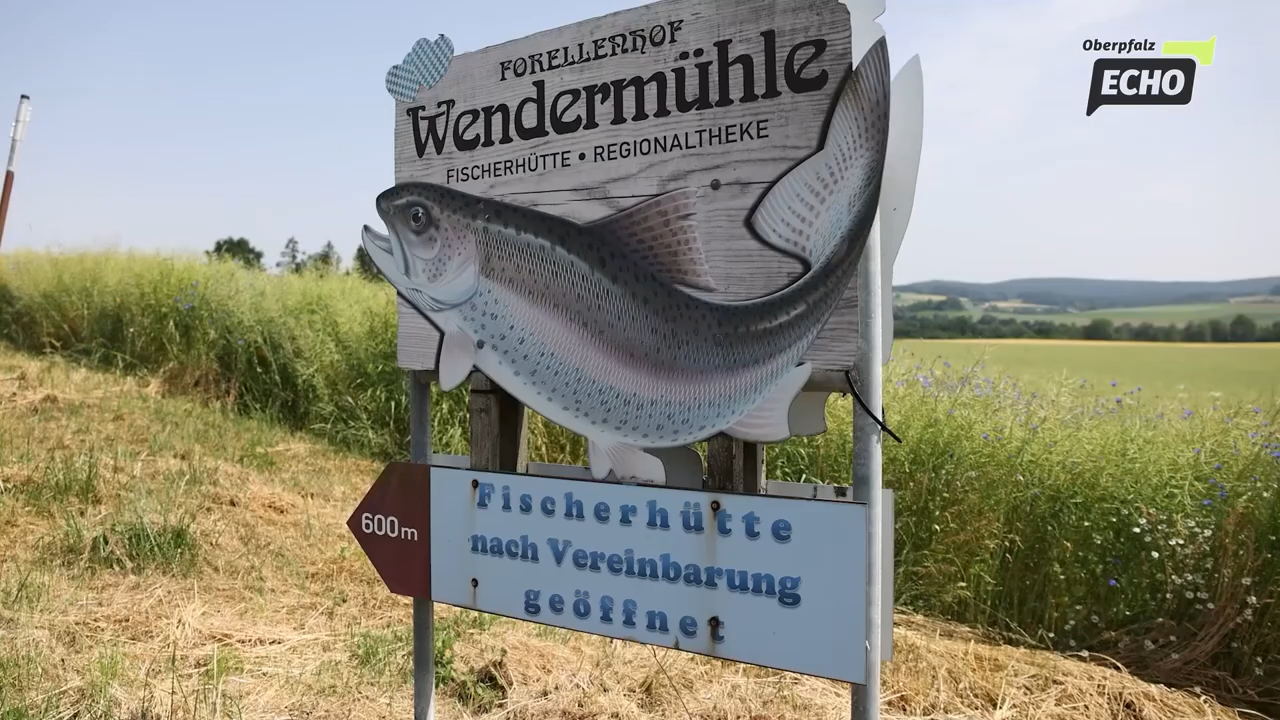 FORELLENHOF
Wendermühle
FISCHERHÜTTE • REGIONALTHEKE
600m
Fischerhütte
nach Vereinbarung
geöffnet
Oberpfalz
ECHO